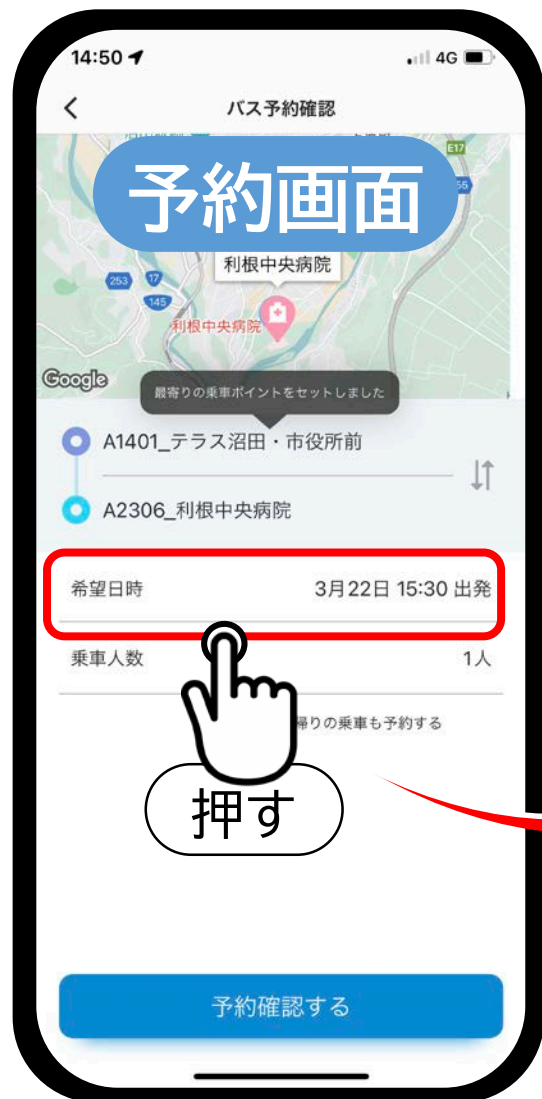 14:50
4G
バス予約確認
E17
予約画面
利根中央病院
253
17
145
利根中央病院
Google
最寄りの乗車ポイントをセットしました
A1401_テラス沼田・市役所前
A2306_利根中央病院
希望日時 3月22日 15:30 出発
乗車人数 1人
帰りの乗車も予約する
押す
予約確認する